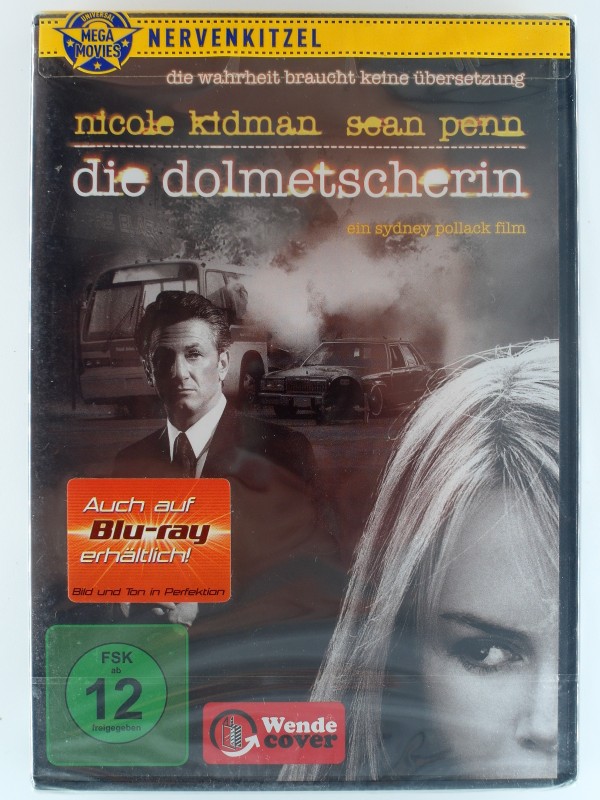 UNIVERSAL
MEGA
MOVIES
NERVENKITZEL
die wahrheit braucht keine übersetzung
nicole kidman sean penn
die dolmetscherin
ein sydney pollack film
Auch auf
Blu-ray
erhältlich!
Bild und Ton in Perfektion
FSK
ab
12
freigegeben
Wende
cover